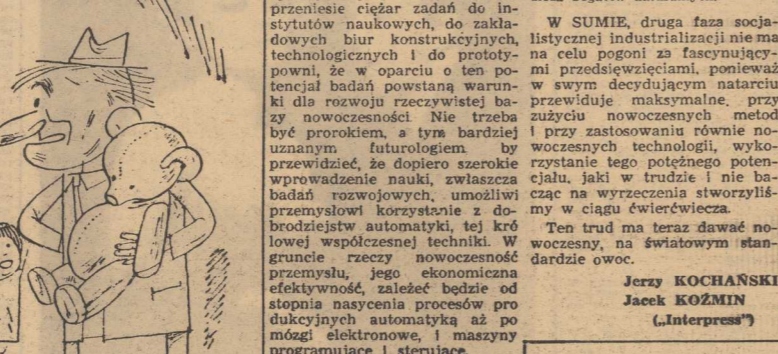 przeniesie ciężar zadań do in-
stytutów naukowych, do zakła-
dowych biur konstrukcyjnych,
technologicznych i do prototy-
powni, że w oparciu o ten po-
tencjał badań powstaną warun-
ki dla rozwoju rzeczywistej ba-
zy nowoczesności. Nie trzeba
być prorokiem, a tym bardziej
uznanym futurologiem by
przewidzieć, że dopiero szerokie
wprowadzenie nauki, zwłaszcza
badań rozwojowych, umożliwi
przemysłowi korzystanie z do-
brodziejstw automatyki, tej kró
lowej współczesnej techniki. W
gruncie rzeczy nowoczesność
przemysłu, jego ekonomiczna
efektywność, zależeć będzie od
stopnia nasycenia procesów pro
dukcyjnych automatyką aż po
mózgi elektronowe, i maszyny
programujące i sterujące.
W SUMIE, druga faza socja-
listycznej industrializacji nie ma
na celu pogoni za fascynujący-
mi przedsięwzięciami, ponieważ
w swym decydującym natarciu
przewiduje maksymalne, przy
zużyciu nowoczesnych metod
i przy zastosowaniu równie no-
woczesnych technologii, wyko-
rzystanie tego potężnego poten-
cjału, jaki w trudzie i nie ba-
cząc na wyrzeczenia stworzyliś-
my w ciągu ćwierćwiecza.
Ten trud ma teraz dawać no-
woczesny, na światowym stan-
dardzie owoc.
Jerzy KOCHAŃSKI
Jacek KOŹMIN
(„Interpress")